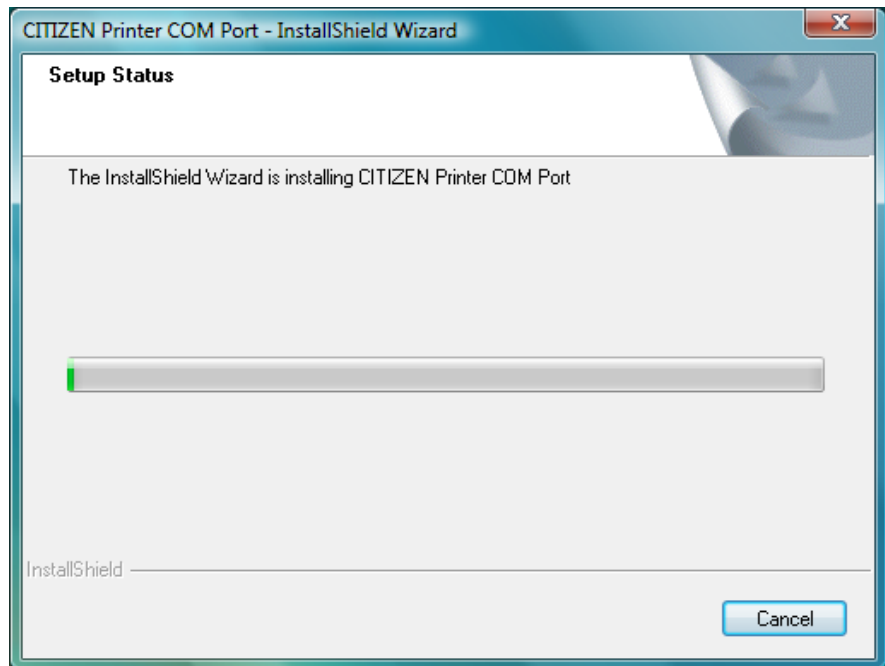 CITIZEN Printer COM Port - InstallShield Wizard
Setup Status
The InstallShield Wizard is installing CITIZEN Printer COM Port
InstallShield
Cancel